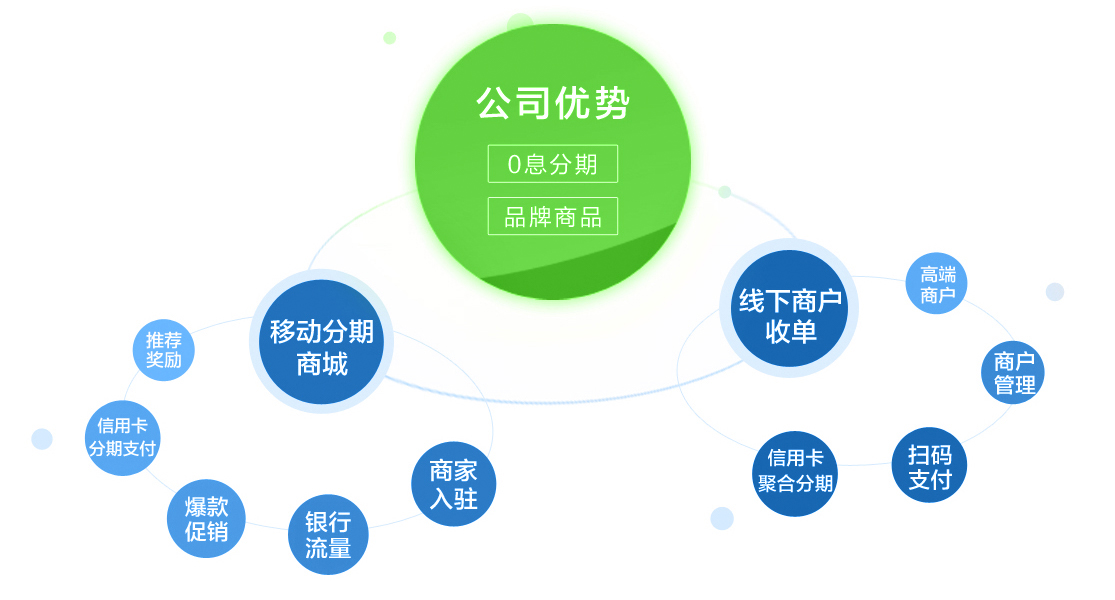 公司优势
0息分期
品牌商品
移动分期
商城
推荐
奖励
信用卡
分期支付
爆款
促销
银行
流量
商家
入驻
线下商户
收单
高端
商户
商户
管理
扫码
支付
信用卡
聚合分期